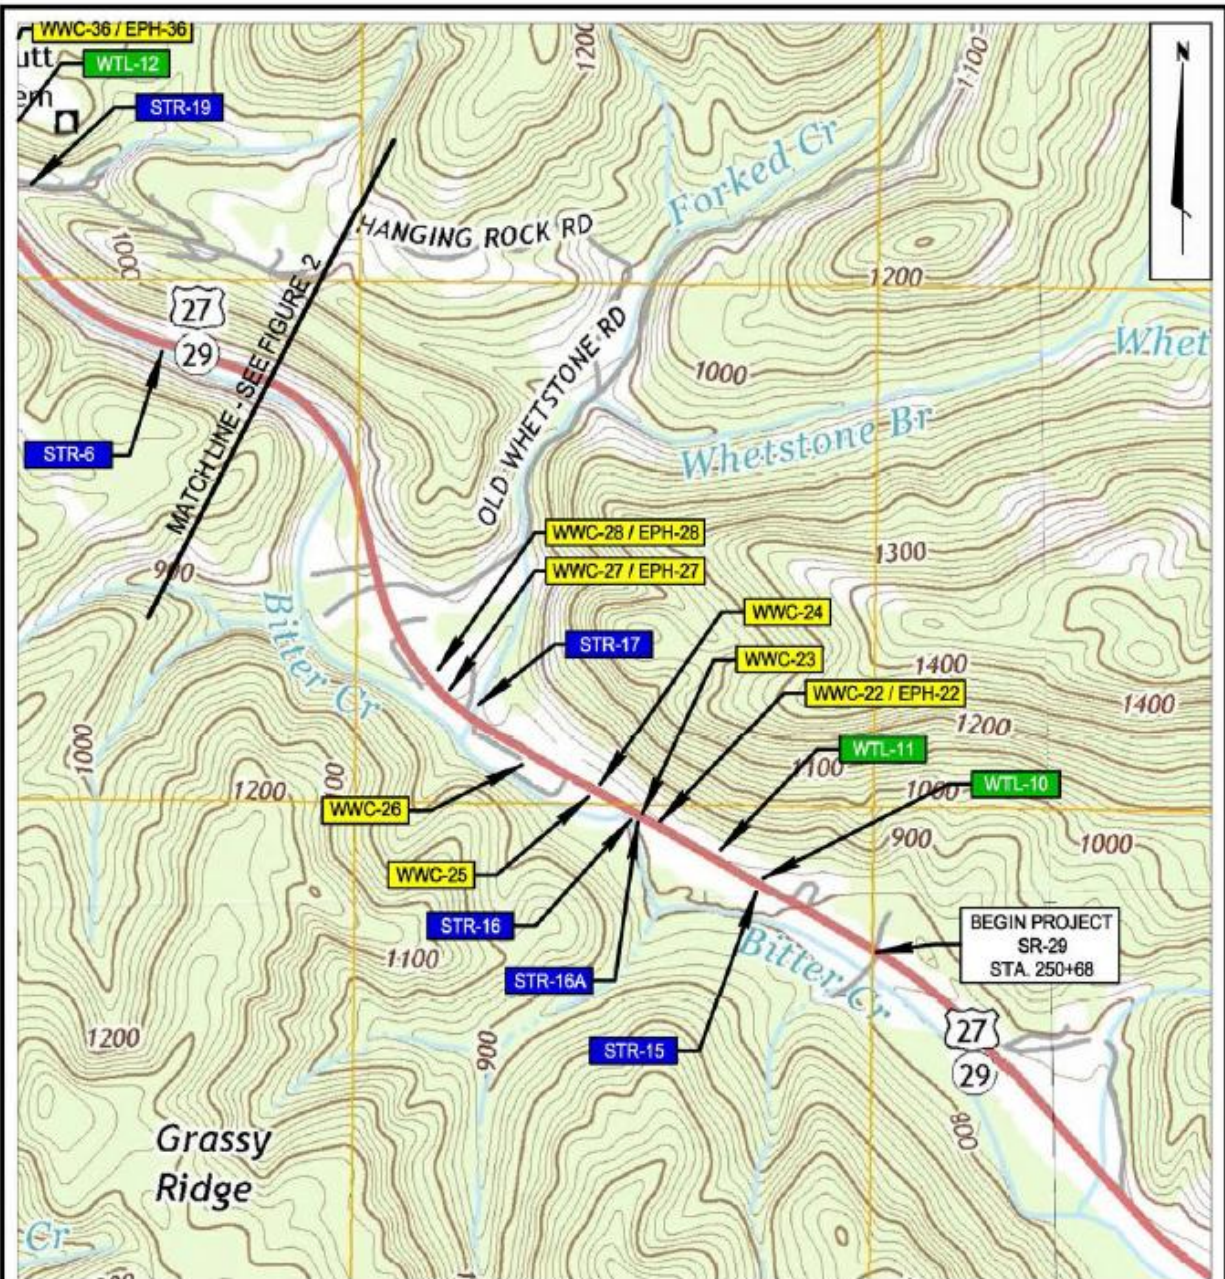 WWC-36 / EPH-36
utt
WTL-12
em
STR-19
1200
1100
N
Forked Cr
HANGING ROCK RD
1000
1200
27
29
MATCH LINE - SEE FIGURE 2
OLD WHETSTONE RD
Whet
1000
Whetstone Br
STR-6
WWC-28 / EPH-28
1300
900
WWC-27 / EPH-27
Bitter Cr
WWC-24
STR-17
WWC-23
1400
WWC-22 / EPH-22
1400
1200
1000
WTL-11
1100
WTL-10
1200
00
1000
WWC-26
900
1000
WWC-25
STR-16
BEGIN PROJECT
SR-29
STA. 250+68
1100
Bitter Cr
STR-16A
1200
900
STR-15
27
29
800
Grassy
Ridge
Cr